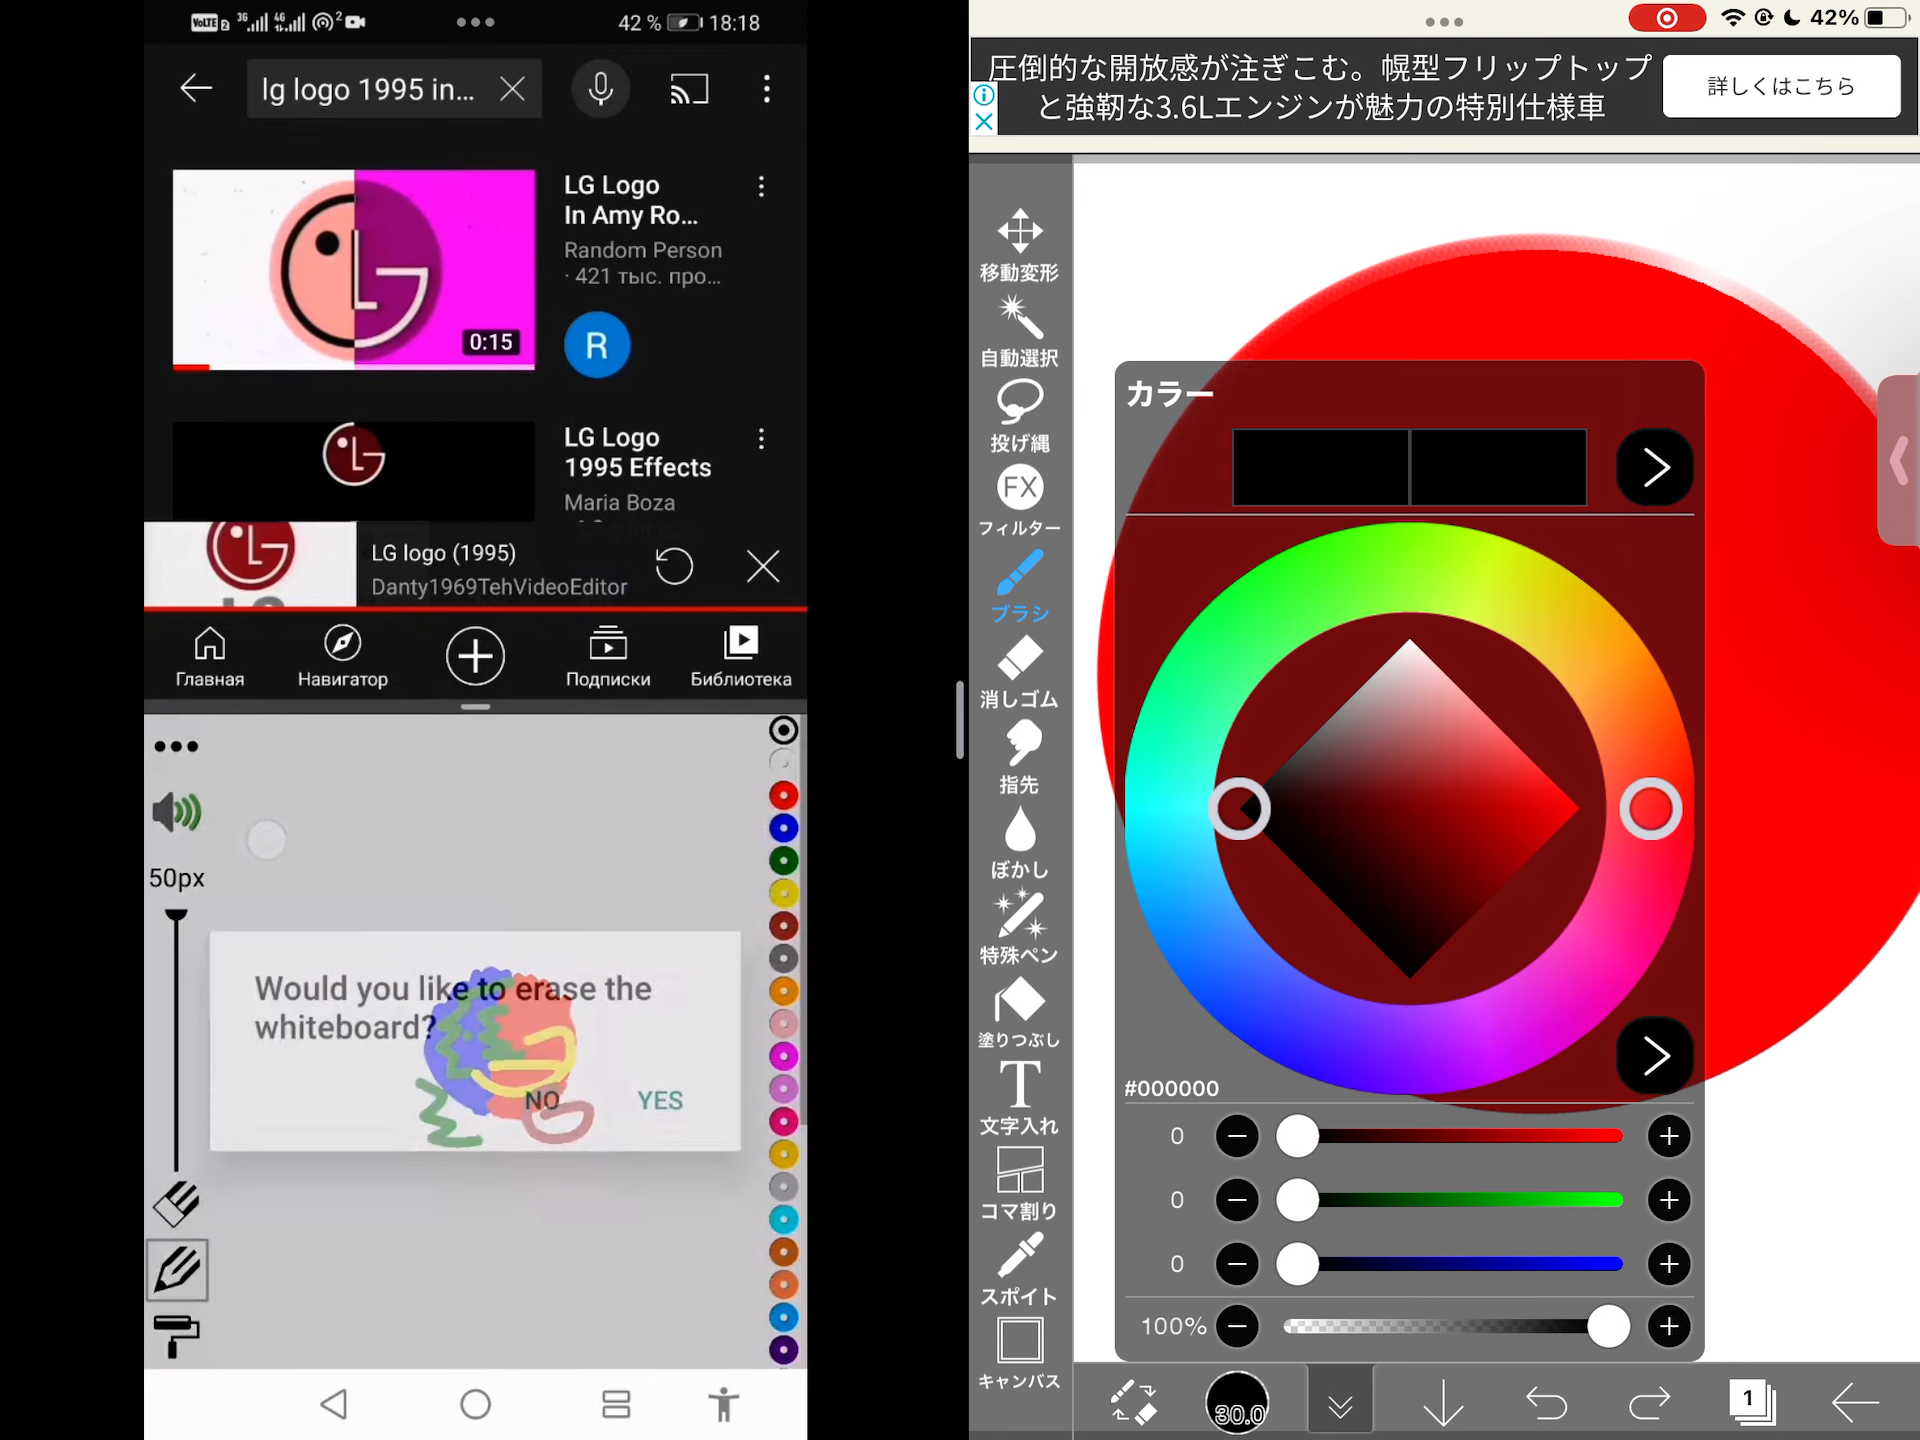 VoLTE 2 3G 4G 2
42 % 18:18
lg logo 1995 in...
LG Logo
In Amy Ro...
Random Person
· 421 тыс. про...
0:15
R
LG Logo
1995 Effects
Maria Boza
LG logo (1995)
Danty1969TehVideoEditor
Главная
Навигатор
Подписки
Библиотека
50px
Would you like to erase the
whiteboard?
NO
YES
42%
圧倒的な開放感が注ぎこむ。幌型フリップトップ
と強靭な3.6Lエンジンが魅力の特別仕様車
詳しくはこちら
移動変形
自動選択
投げ縄
FX
フィルター
ブラシ
消しゴム
指先
ぼかし
特殊ペン
塗りつぶし
T
文字入れ
コマ割り
スポイト
キャンバス
カラー
#000000
0
0
0
100%
30.0
1